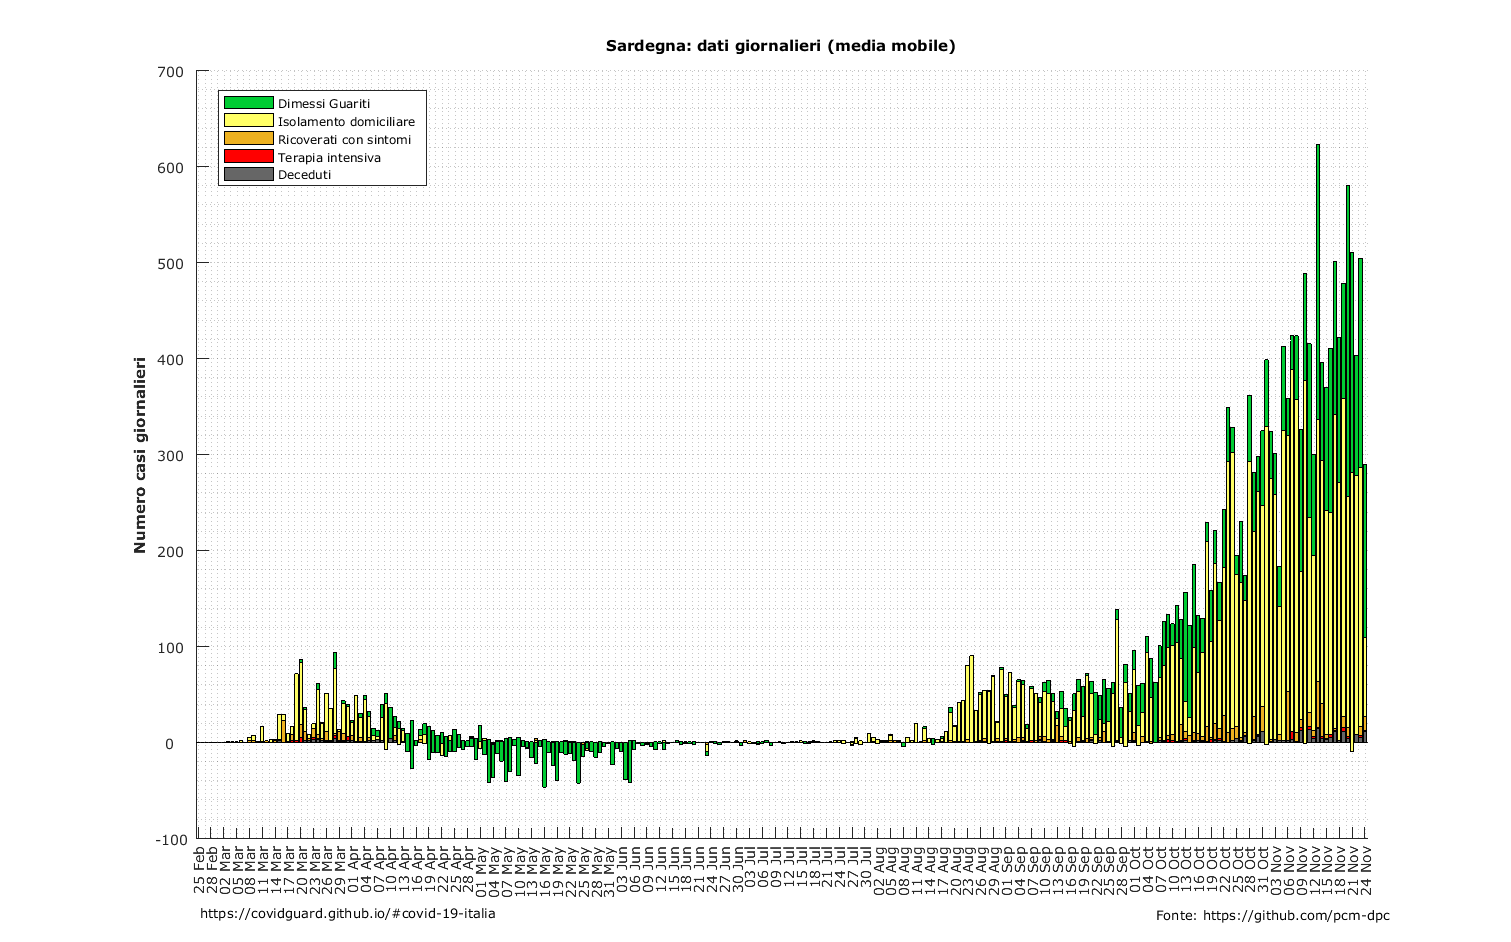 Sardegna: dati giornalieri (media mobile)
Dimessi Guariti
Isolamento domiciliare
Ricoverati con sintomi
Terapia intensiva
Deceduti
Numero casi giornalieri
700
600
500
400
300
200
100
0
-100
25 Feb
28 Feb
02 Mar
05 Mar
08 Mar
11 Mar
14 Mar
17 Mar
20 Mar
23 Mar
26 Mar
29 Mar
01 Apr
04 Apr
07 Apr
10 Apr
13 Apr
16 Apr
19 Apr
22 Apr
25 Apr
28 Apr
01 May
04 May
07 May
10 May
13 May
16 May
19 May
22 May
25 May
28 May
31 May
03 Jun
06 Jun
09 Jun
12 Jun
15 Jun
18 Jun
21 Jun
24 Jun
27 Jun
30 Jun
03 Jul
06 Jul
09 Jul
12 Jul
15 Jul
18 Jul
21 Jul
24 Jul
27 Jul
30 Jul
02 Aug
05 Aug
08 Aug
11 Aug
14 Aug
17 Aug
20 Aug
23 Aug
26 Aug
29 Aug
01 Sep
04 Sep
07 Sep
10 Sep
13 Sep
16 Sep
19 Sep
22 Sep
25 Sep
28 Sep
01 Oct
04 Oct
07 Oct
10 Oct
13 Oct
16 Oct
19 Oct
22 Oct
25 Oct
28 Oct
31 Oct
03 Nov
06 Nov
09 Nov
12 Nov
15 Nov
18 Nov
21 Nov
24 Nov
https://covidguard.github.io/#covid-19-italia
Fonte: https://github.com/pcm-dpc